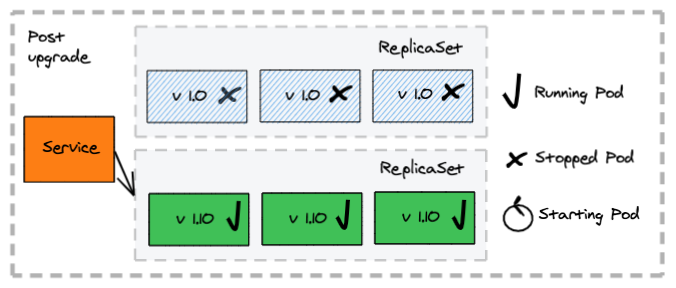 Post
upgrade
ReplicaSet
v 1.0
v 1.0
v 1.0
Service
ReplicaSet
v 1.10
v 1.10
v 1.10
Running Pod
Stopped Pod
Starting Pod